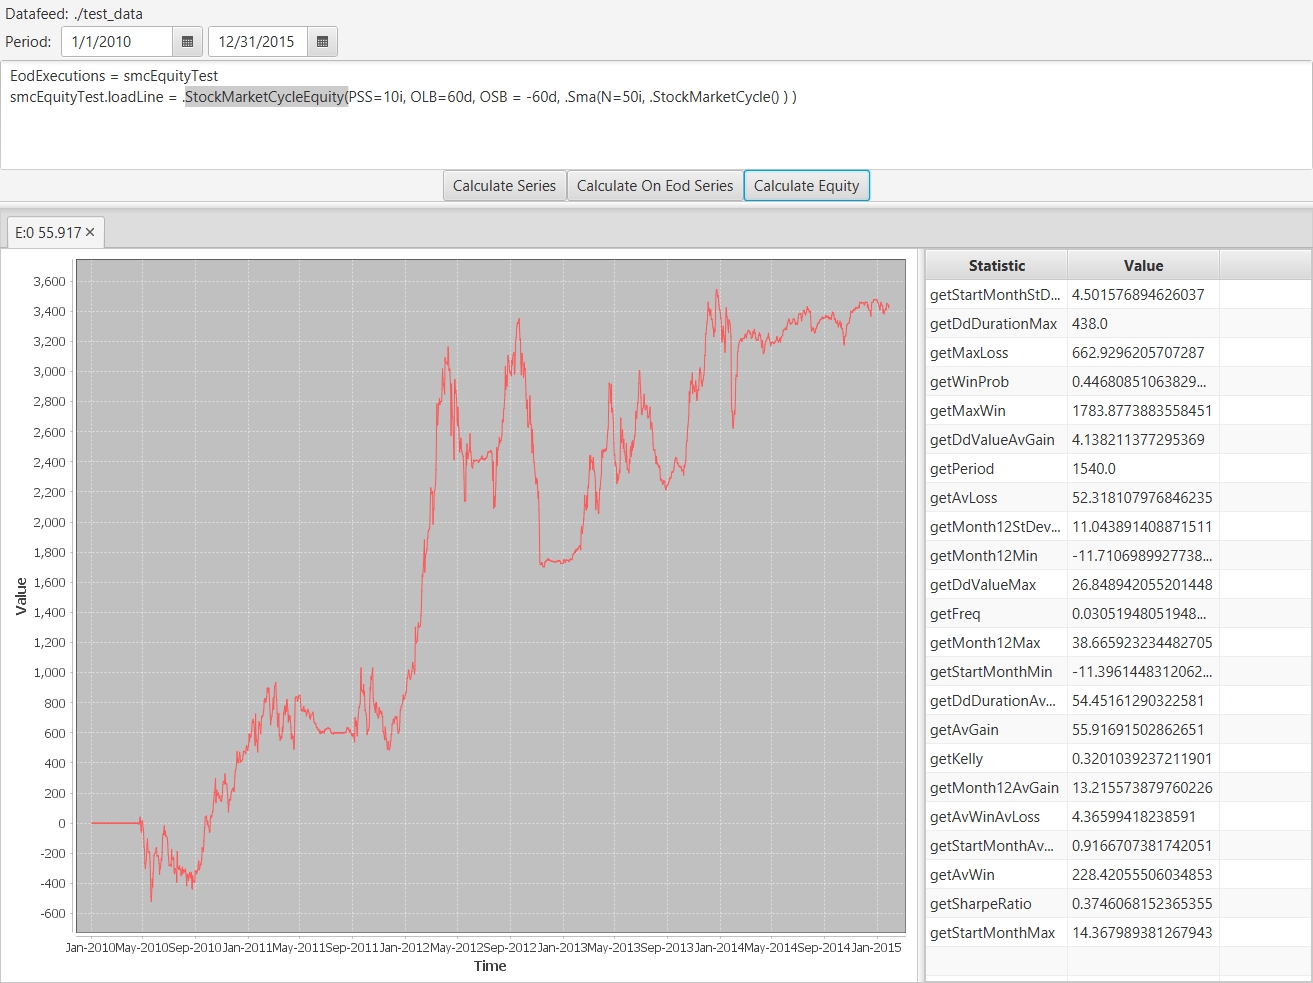 Datafeed: ./test_data
Period: 1/1/2010 12/31/2015
EodExecutions = smcEquityTest
smcEquityTest.loadLine = .StockMarketCycleEquity(PSS=10i, OLB=60d, OSB = -60d, .Sma(N=50i, .StockMarketCycle() ) )
Calculate Series Calculate On Eod Series Calculate Equity
E:0 55.917 ×
3,600
3,400
3,200
3,000
2,800
2,600
2,400
2,200
2,000
1,800
1,600
1,400
1,200
1,000
800
600
400
200
0
-200
-400
-600
Value
Jan-2010 May-2010 Sep-2010 Jan-2011 May-2011 Sep-2011 Jan-2012 May-2012 Sep-2012 Jan-2013 May-2013 Sep-2013 Jan-2014 May-2014 Sep-2014 Jan-2015
Time
Statistic Value
getStartMonthStD... 4.501576894626037
getDdDurationMax 438.0
getMaxLoss 662.9296205707287
getWinProb 0.44680851063829...
getMaxWin 1783.8773883558451
getDdValueAvGain 4.138211377295369
getPeriod 1540.0
getAvLoss 52.318107976846235
getMonth12StDev... 11.043891408871511
getMonth12Min -11.7106989927738...
getDdValueMax 26.848942055201448
getFreq 0.03051948051948...
getMonth12Max 38.665923234482705
getStartMonthMin -11.3961448312062...
getDdDurationAv... 54.45161290322581
getAvGain 55.91691502862651
getKelly 0.3201039237211901
getMonth12AvGain 13.215573879760226
getAvWinAvLoss 4.36599418238591
getStartMonthAv... 0.9166707381742051
getAvWin 228.42055506034853
getSharpeRatio 0.3746068152365355
getStartMonthMax 14.367989381267943